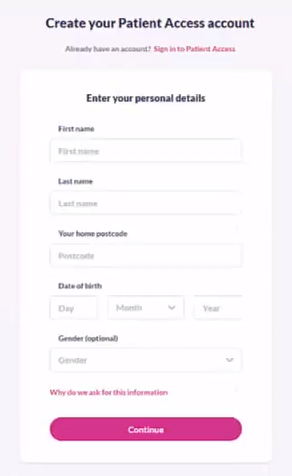 Create your Patient Access account
Already have an account? Sign in to Patient Access
Enter your personal details
First name
First name
Last name
Last name
Your home postcode
Postcode
Date of birth
Day Month Year
Gender (optional)
Gender
Why do we ask for this information
Continue